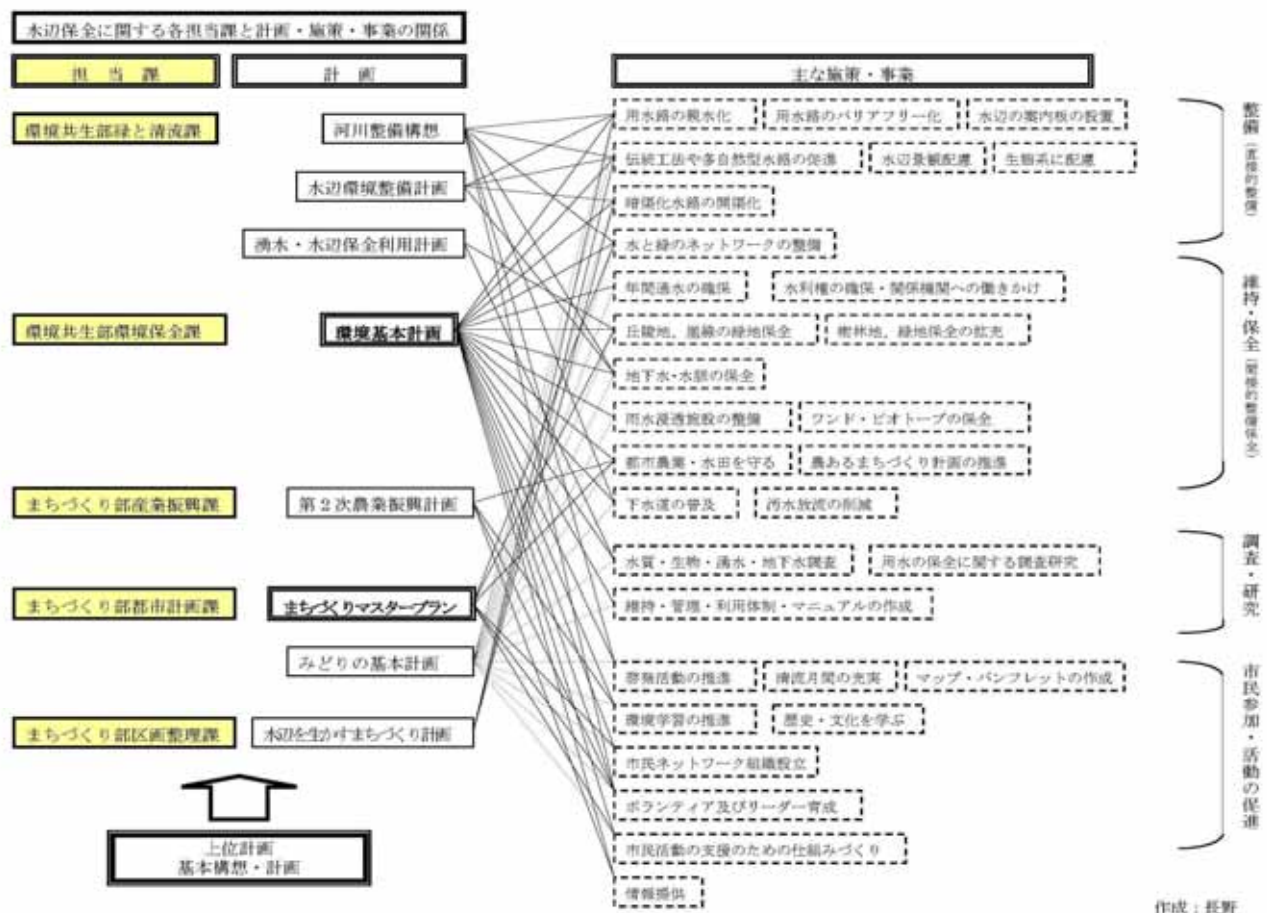 水辺保全に関する各担当課と計画・施策・事業の関係
担当課
計画
主な施策・事業
環境共生部緑と清流課
河川整備構想
水辺環境整備計画
湧水・水辺保全利用計画
環境共生部環境保全課
環境基本計画
まちづくり部産業振興課
第2次農業振興計画
まちづくり部都市計画課
まちづくりマスタープラン
みどりの基本計画
まちづくり部区画整理課
水辺を生かすまちづくり計画
上位計画
基本構想・計画
用水路の親水化 用水路のバリアフリー化 水辺の案内板の設置
伝統工法や多自然型水路の促進 水辺景観配慮 生態系に配慮
暗渠化水路の開渠化
水と緑のネットワークの整備
年間通水の確保 水利権の確保・関係機関への働きかけ
丘陵地、崖線の緑地保全 樹林地、緑地保全の拡充
地下水・水脈の保全
雨水浸透施設の整備 ワンド・ビオトープの保全
都市農業・水田を守る 農あるまちづくり計画の推進
下水道の普及 汚水放流の削減
水質・生物・湧水・地下水調査 用水の保全に関する調査研究
維持・管理・利用体制・マニュアルの作成
啓発活動の推進 清流月間の充実 マップ・パンフレットの作成
環境学習の推進 歴史・文化を学ぶ
市民ネットワーク組織設立
ボランティア及びリーダー育成
市民活動の支援のための仕組みづくり
情報提供
整備(直接的整備)
維持・保全(間接的整備保全)
調査・研究
市民参加・活動の促進
作成：長野